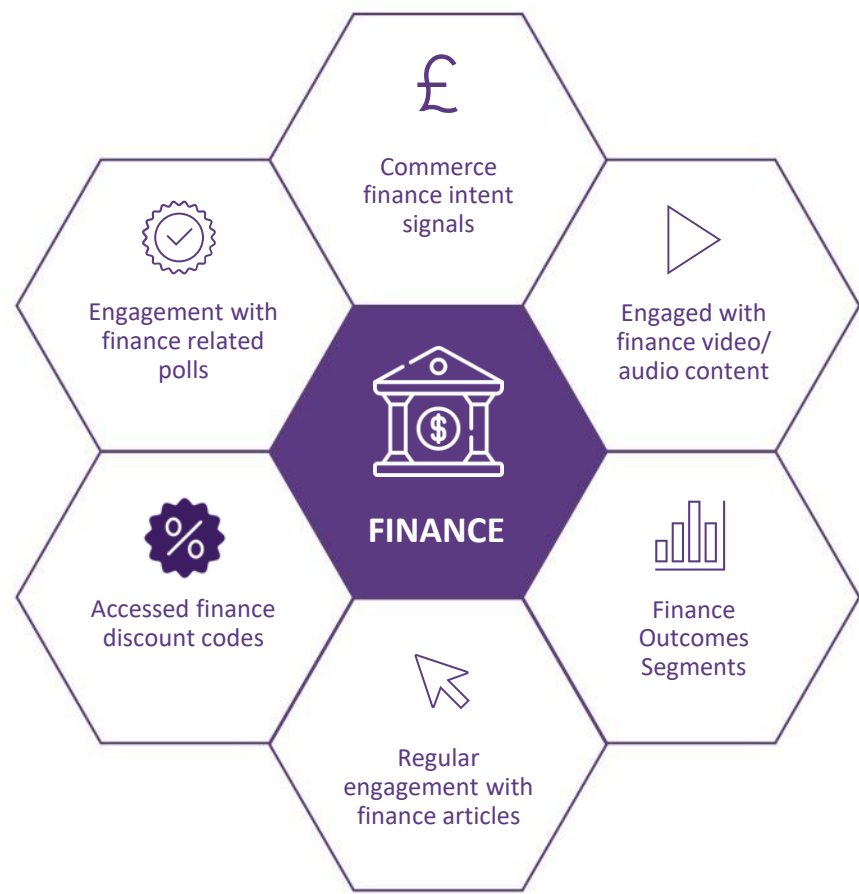 £
Commerce
finance intent
signals
Engagement with
finance related
polls
Engaged with
finance video/
audio content
$
FINANCE
%
Accessed finance
discount codes
Finance
Outcomes
Segments
Regular
engagement with
finance articles